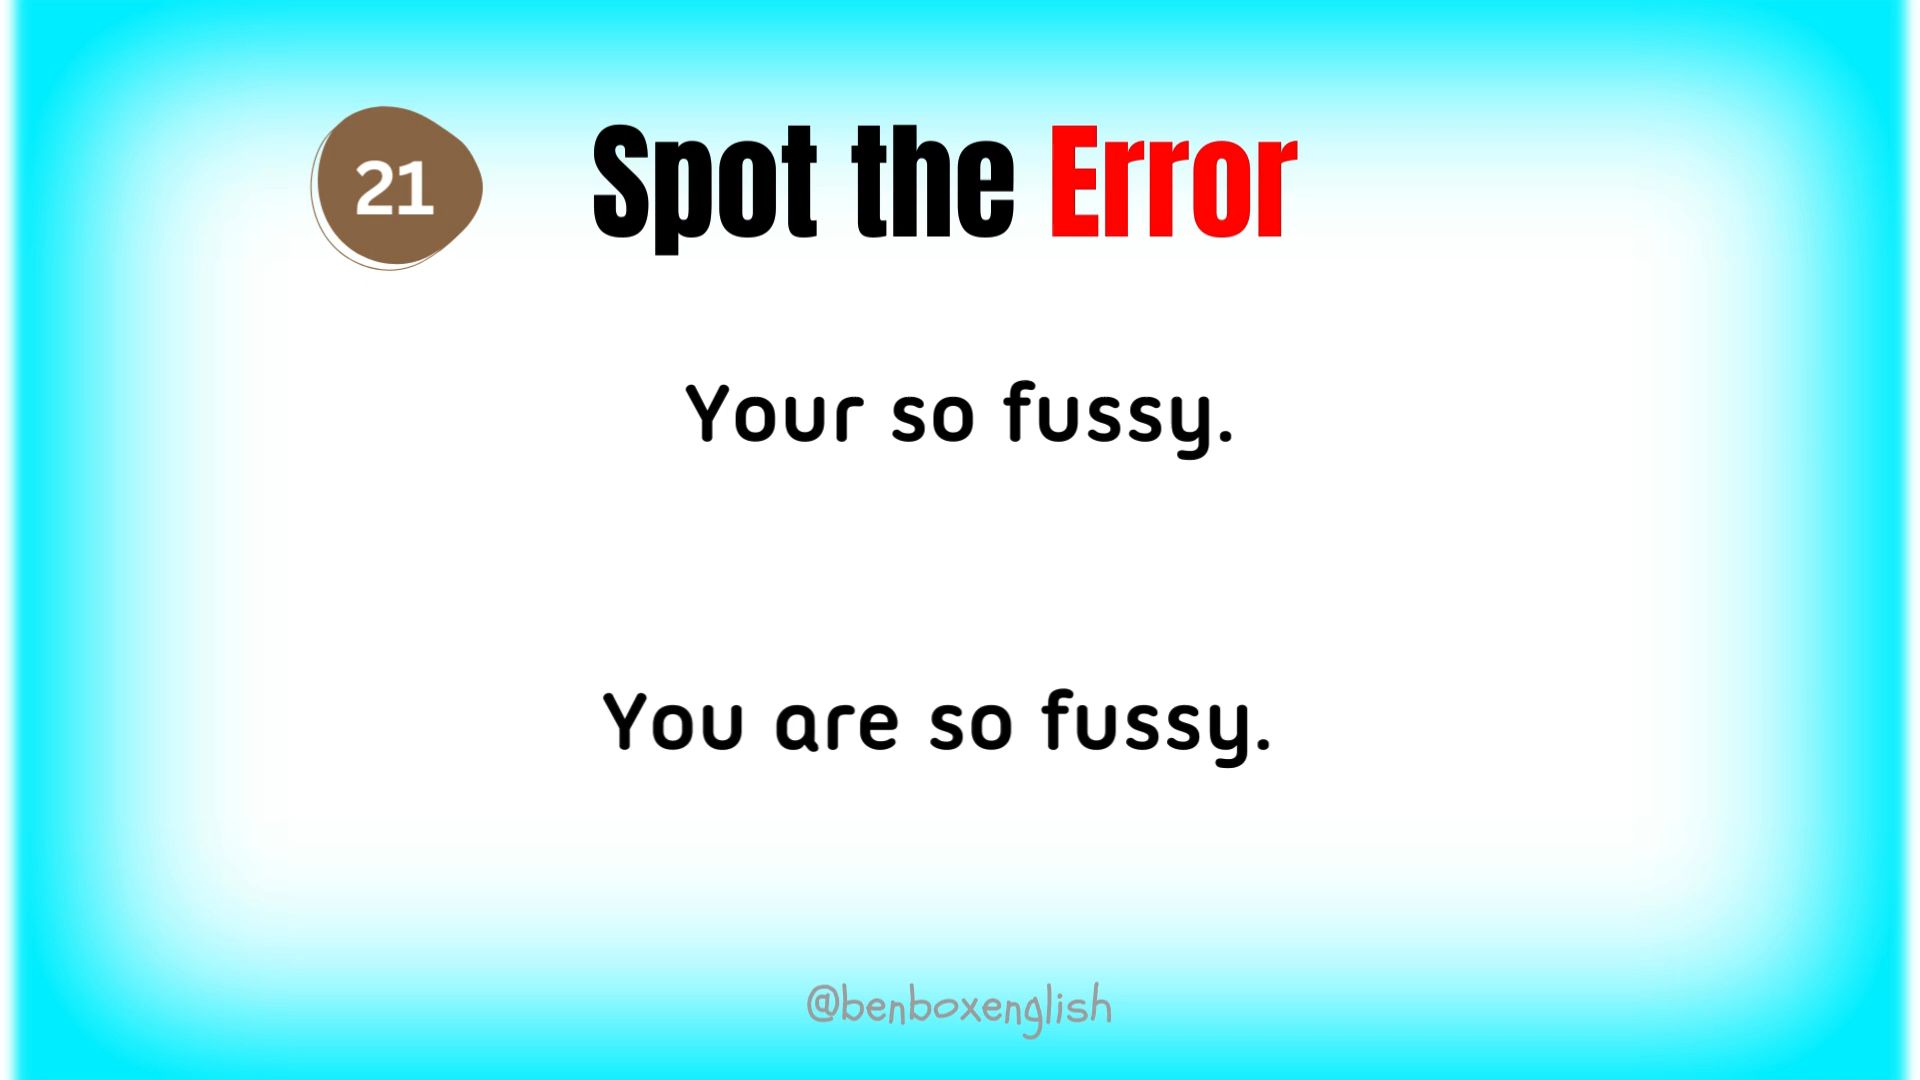 21
Spot the Error
Your so fussy.
You are so fussy.
@benboxenglish